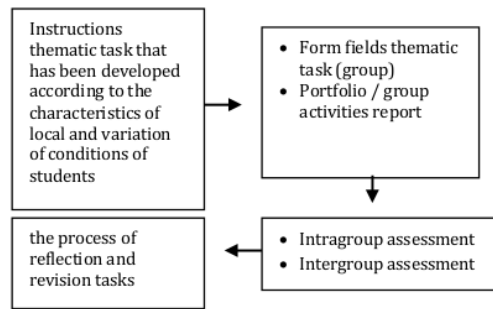 Instructions
thematic task that
has been developed
according to the
characteristics of
local and variation
of conditions of
students
• Form fields thematic
task (group)
• Portfolio / group
activities report
• Intragroup assessment
• Intergroup assessment
the process of
reflection and
revision tasks